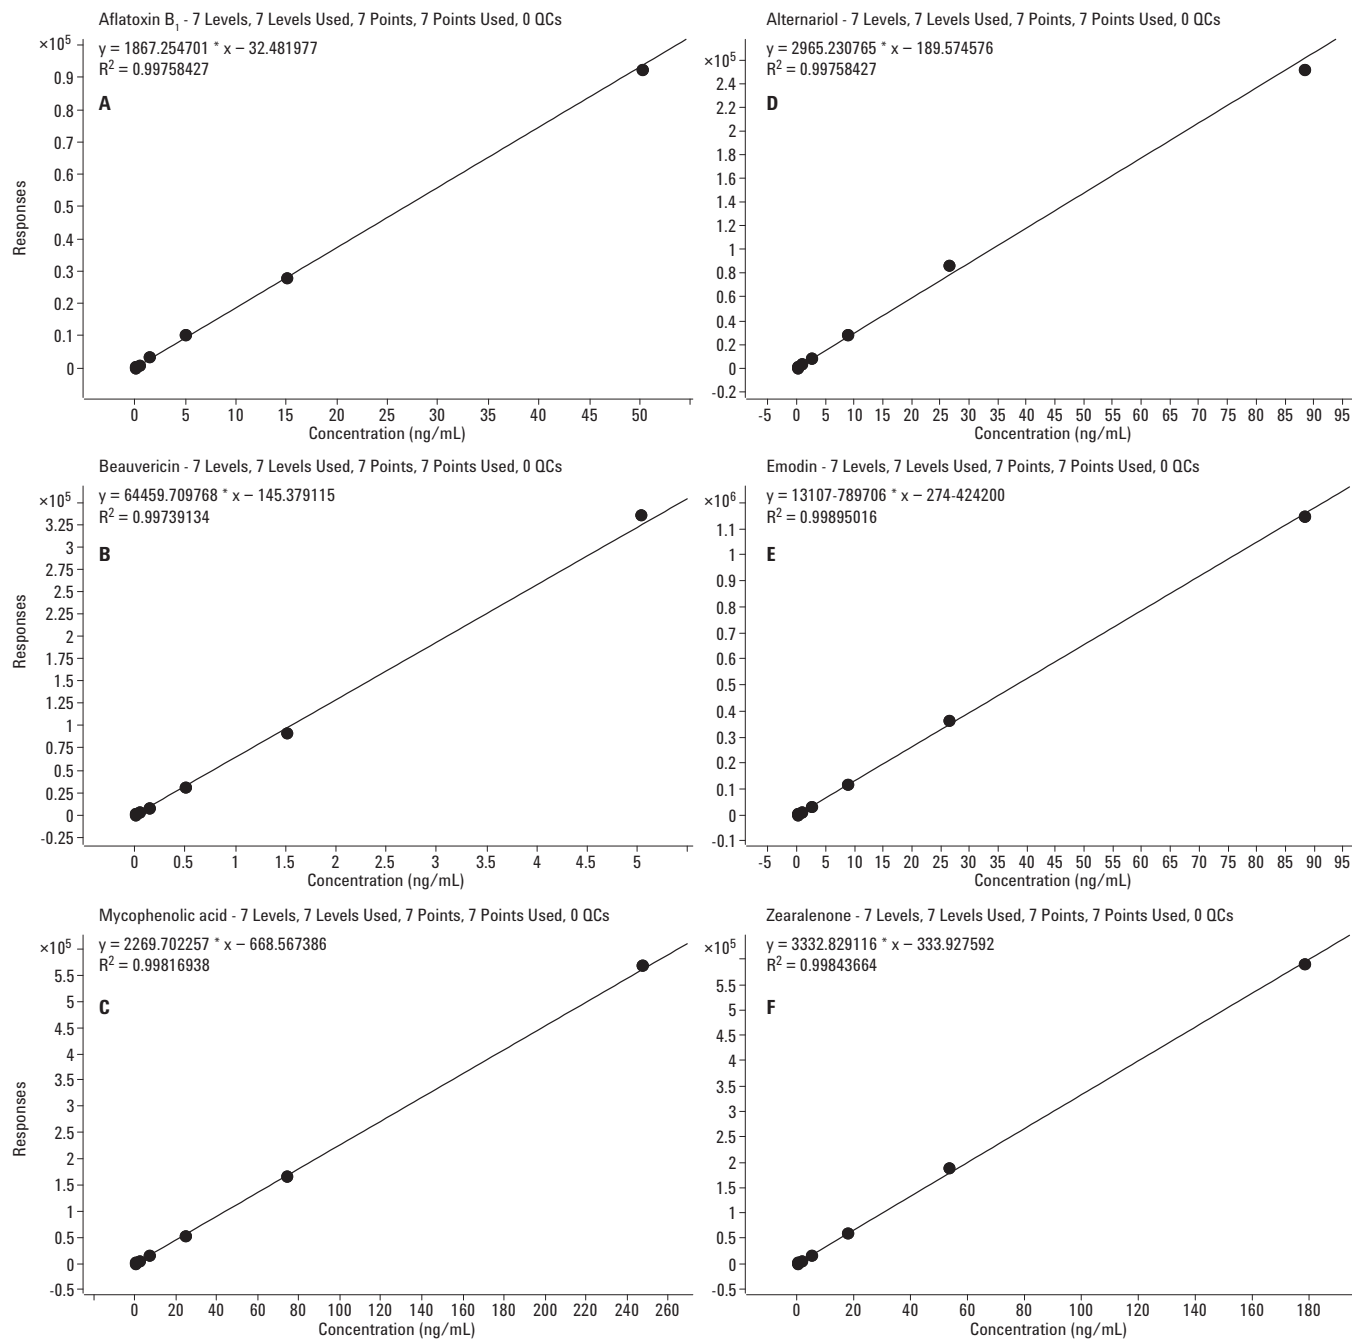 Aflatoxin B₁ - 7 Levels, 7 Levels Used, 7 Points, 7 Points Used, 0 QCs
y = 1867.254701 * x – 32.481977
R² = 0.99758427
A
×10⁵
0.9
0.8
0.7
0.6
0.5
0.4
0.3
0.2
0.1
0
Responses
0 5 10 15 20 25 30 35 40 45 50
Concentration (ng/mL)
Alternariol - 7 Levels, 7 Levels Used, 7 Points, 7 Points Used, 0 QCs
y = 2965.230765 * x – 189.574576
R² = 0.99758427
D
×10⁵
2.4
2.2
2
1.8
1.6
1.4
1.2
1
0.8
0.6
0.4
0.2
0
-0.2
-5 0 5 10 15 20 25 30 35 40 45 50 55 60 65 70 75 80 85 90 95
Concentration (ng/mL)
Beauvericin - 7 Levels, 7 Levels Used, 7 Points, 7 Points Used, 0 QCs
y = 64459.709768 * x – 145.379115
R² = 0.99739134
B
×10⁵
3.25
3
2.75
2.5
2.25
2
1.75
1.5
1.25
1
0.75
0.5
0.25
0
-0.25
Responses
0 0.5 1 1.5 2 2.5 3 3.5 4 4.5 5
Concentration (ng/mL)
Emodin - 7 Levels, 7 Levels Used, 7 Points, 7 Points Used, 0 QCs
y = 13107-789706 * x – 274-424200
R² = 0.99895016
E
×10⁶
1.1
1
0.9
0.8
0.7
0.6
0.5
0.4
0.3
0.2
0.1
0
-0.1
-5 0 5 10 15 20 25 30 35 40 45 50 55 60 65 70 75 80 85 90 95
Concentration (ng/mL)
Mycophenolic acid - 7 Levels, 7 Levels Used, 7 Points, 7 Points Used, 0 QCs
y = 2269.702257 * x – 668.567386
R² = 0.99816938
C
×10⁵
5.5
5
4.5
4
3.5
3
2.5
2
1.5
1
0.5
0
-0.5
Responses
0 20 40 60 80 100 120 140 160 180 200 220 240 260
Concentration (ng/mL)
Zearalenone - 7 Levels, 7 Levels Used, 7 Points, 7 Points Used, 0 QCs
y = 3332.829116 * x – 333.927592
R² = 0.99843664
F
×10⁵
5.5
5
4.5
4
3.5
3
2.5
2
1.5
1
0.5
0
-0.5
0 20 40 60 80 100 120 140 160 180
Concentration (ng/mL)